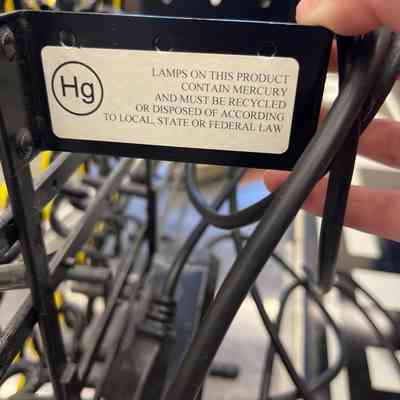 Hg
LAMPS ON THIS PRODUCT
CONTAIN MERCURY
AND MUST BE RECYCLED
OR DISPOSED OF ACCORDING
TO LOCAL, STATE OR FEDERAL LAW